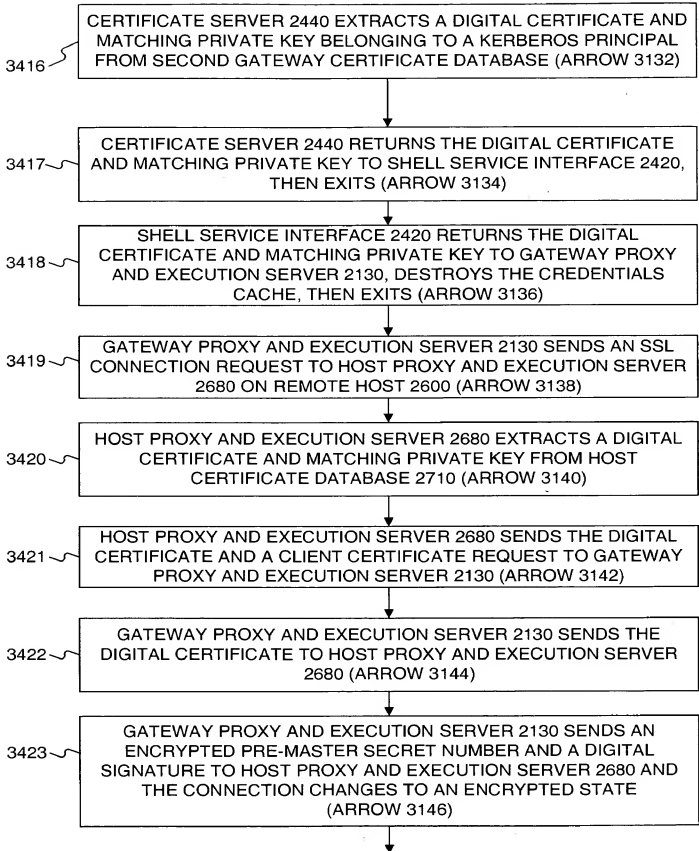 CERTIFICATE SERVER 2440 EXTRACTS A DIGITAL CERTIFICATE AND
MATCHING PRIVATE KEY BELONGING TO A KERBEROS PRINCIPAL
FROM SECOND GATEWAY CERTIFICATE DATABASE (ARROW 3132)
3416
CERTIFICATE SERVER 2440 RETURNS THE DIGITAL CERTIFICATE
AND MATCHING PRIVATE KEY TO SHELL SERVICE INTERFACE 2420,
THEN EXITS (ARROW 3134)
3417
SHELL SERVICE INTERFACE 2420 RETURNS THE DIGITAL
CERTIFICATE AND MATCHING PRIVATE KEY TO GATEWAY PROXY
AND EXECUTION SERVER 2130, DESTROYS THE CREDENTIALS
CACHE, THEN EXITS (ARROW 3136)
3418
GATEWAY PROXY AND EXECUTION SERVER 2130 SENDS AN SSL
CONNECTION REQUEST TO HOST PROXY AND EXECUTION SERVER
2680 ON REMOTE HOST 2600 (ARROW 3138)
3419
HOST PROXY AND EXECUTION SERVER 2680 EXTRACTS A DIGITAL
CERTIFICATE AND MATCHING PRIVATE KEY FROM HOST
CERTIFICATE DATABASE 2710 (ARROW 3140)
3420
HOST PROXY AND EXECUTION SERVER 2680 SENDS THE DIGITAL
CERTIFICATE AND A CLIENT CERTIFICATE REQUEST TO GATEWAY
PROXY AND EXECUTION SERVER 2130 (ARROW 3142)
3421
GATEWAY PROXY AND EXECUTION SERVER 2130 SENDS THE
DIGITAL CERTIFICATE TO HOST PROXY AND EXECUTION SERVER
2680 (ARROW 3144)
3422
GATEWAY PROXY AND EXECUTION SERVER 2130 SENDS AN
ENCRYPTED PRE-MASTER SECRET NUMBER AND A DIGITAL
SIGNATURE TO HOST PROXY AND EXECUTION SERVER 2680 AND
THE CONNECTION CHANGES TO AN ENCRYPTED STATE
(ARROW 3146)
3423